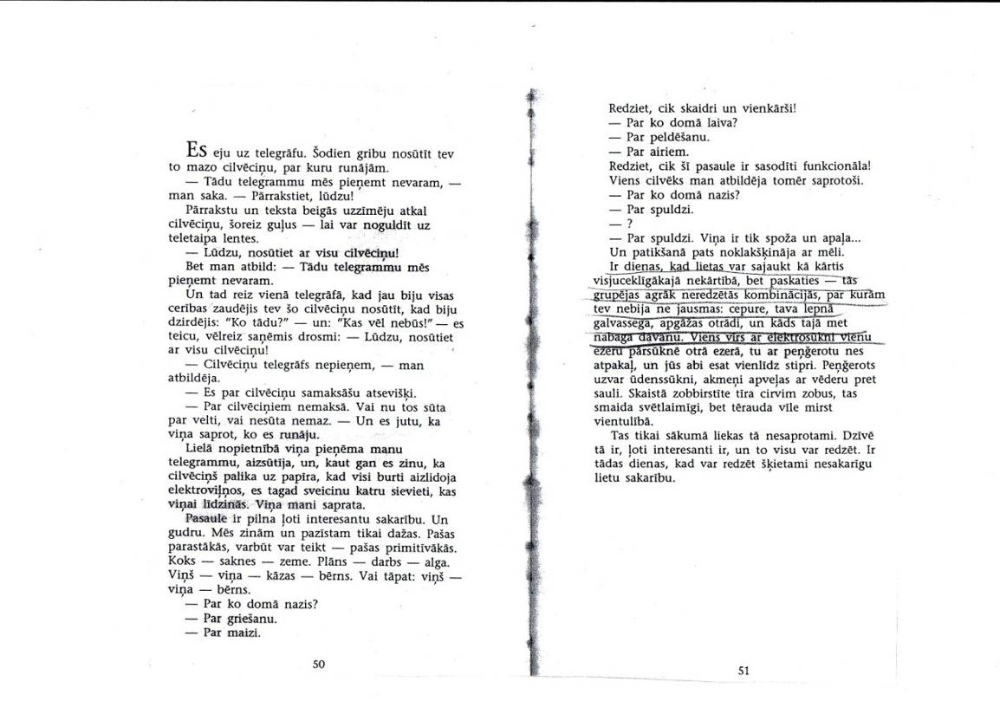 Es eju uz telegrāfu. Šodien gribu nosūtīt tev
to mazo cilvēciņu, par kuru runājām.
— Tādu telegrammu mēs pieņemt nevaram, —
man saka. — Pārrakstiet, lūdzu!
Pārrakstu un teksta beigās uzzīmēju atkal
cilvēciņu, šoreiz guļus — lai var noguldīt uz
teletaipa lentes.
— Lūdzu, nosūtiet ar visu cilvēciņu!
Bet man atbild: — Tādu telegrammu mēs
pieņemt nevaram.
Un tad reiz vienā telegrāfā, kad jau biju visas
cerības zaudējis tev šo cilvēciņu nosūtīt, kad biju
dzirdējis: "Ko tādu?" — un: "Kas vēl nebūs!" — es
teicu, vēlreiz saņēmis drosmi: — Lūdzu, nosūtiet
ar visu cilvēciņu!
— Cilvēciņu telegrāfs nepieņem, — man
atbildēja.
— Es par cilvēciņu samaksāšu atsevišķi.
— Par cilvēciņiem nemaksā. Vai nu tos sūta
par velti, vai nesūta nemaz. — Un es jutu, ka
viņa saprot, ko es runāju.
Lielā nopietnībā viņa pieņēma manu
telegrammu, aizsūtīja, un, kaut gan es zinu, ka
cilvēciņš palika uz papīra, kad visi burti aizlidoja
elektroviļņos, es tagad sveicinu katru sievieti, kas
viņai līdzinās. Viņa mani saprata.
Pasaule ir pilna ļoti interesantu sakarību. Un
gudru. Mēs zinām un pazīstam tikai dažas. Pašas
parastākās, varbūt var teikt — pašas primitīvākās.
Koks — saknes — zeme. Plāns — darbs — alga.
Viņš — viņa — kāzas — bērns. Vai tāpat: viņš —
viņa — bērns.
— Par ko domā nazis?
— Par griešanu.
— Par maizi.
50
Redziet, cik skaidri un vienkārši!
— Par ko domā laiva?
— Par peldēšanu.
— Par airiem.
Redziet, cik šī pasaule ir sasodīti funkcionāla!
Viens cilvēks man atbildēja tomēr saprotoši.
— Par ko domā nazis?
— Par spuldzi.
— ?
— Par spuldzi. Viņa ir tik spoža un apaļa...
Un patikšanā pats noklakšķināja ar mēli.
Ir dienas, kad lietas var sajaukt kā kārtis
visjuceklīgākajā nekārtībā, bet paskaties — tās
grupējas agrāk neredzētās kombinācijās, par kurām
tev nebija ne jausmas: cepure, tava lepnā
galvassega, apgāžas otrādi, un kāds tajā met
nabaga dāvanu. Viens vīrs ar elektrosūkni vienu
ezeru pārsūknē otrā ezerā, tu ar peņģerotu nes
atpakaļ, un jūs abi esat vienlīdz stipri. Peņģerots
uzvar ūdenssūkni, akmeņi apveļas ar vēderu pret
sauli. Skaistā zobbirstīte tīra cirvim zobus, tas
smaida svētlaimīgi, bet tērauda vīle mirst
vientulībā.
Tas tikai sākumā liekas tā nesaprotami. Dzīvē
tā ir, ļoti interesanti ir, un to visu var redzēt. Ir
tādas dienas, kad var redzēt šķietami nesakarīgu
lietu sakarību.
51